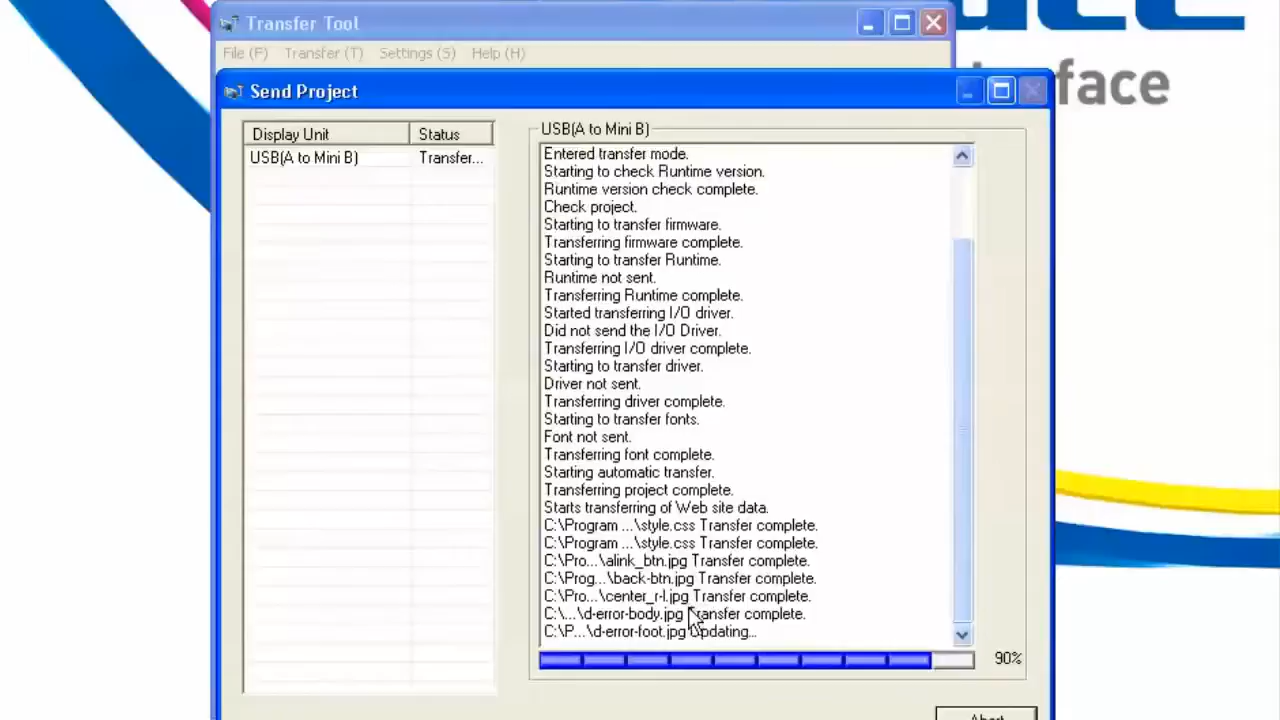 Transfer Tool
File (F) Transfer (T) Settings (S) Help (H)
face
Send Project
Display Unit Status
USB(A to Mini B) Transfer...
USB(A to Mini B)
Entered transfer mode.
Starting to check Runtime version.
Runtime version check complete.
Check project.
Starting to transfer firmware.
Transferring firmware complete.
Starting to transfer Runtime.
Runtime not sent.
Transferring Runtime complete.
Started transferring I/O driver.
Did not send the I/O Driver.
Transferring I/O driver complete.
Starting to transfer driver.
Driver not sent.
Transferring driver complete.
Starting to transfer fonts.
Font not sent.
Transferring font complete.
Starting automatic transfer.
Transferring project complete.
Starts transferring of Web site data.
C:\Program ...\style.css Transfer complete.
C:\Program ...\style.css Transfer complete.
C:\Pro...\alink_btn.jpg Transfer complete.
C:\Prog...\back-btn.jpg Transfer complete.
C:\Pro...\center_r-l.jpg Transfer complete.
C:\...\d-error-body.jpg Transfer complete.
C:\P...\d-error-foot.jpg Updating...
90%
Abort